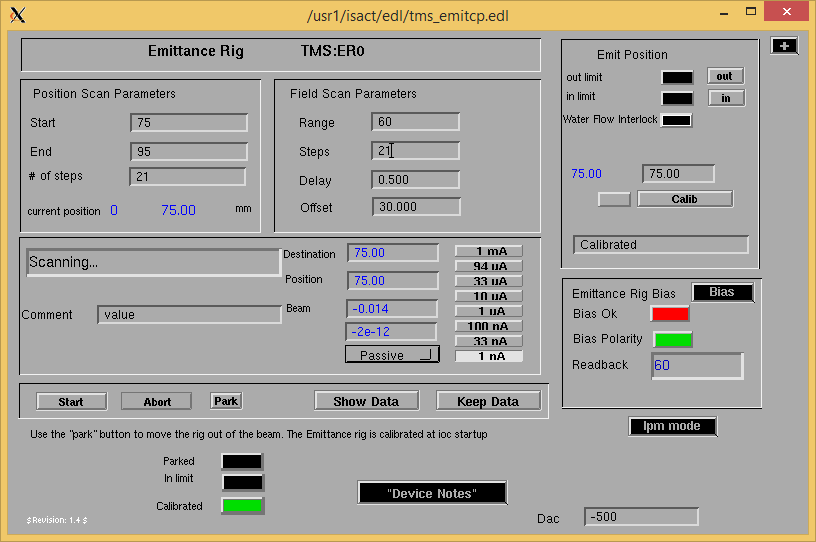 /usr1/isact/edl/tms_emitcp.edl
Emittance Rig TMS:ER0
+
Position Scan Parameters
Start 75
End 95
# of steps 21
current position 0 75.00 mm
Field Scan Parameters
Range 60
Steps 21
Delay 0.500
Offset 30.000
Emit Position
out limit out
in limit in
Water Flow Interlock
75.00 75.00
Calib
Calibrated
Scanning...
Comment value
Destination 75.00
Position 75.00
Beam -0.014
-2e-12
Passive
1 mA
94 uA
33 uA
10 uA
1 uA
100 nA
33 nA
1 nA
Emittance Rig Bias Bias
Bias Ok
Bias Polarity
Readback 60
Start Abort Park Show Data Keep Data
Ipm mode
Use the "park" button to move the rig out of the beam. The Emittance rig is calibrated at ioc startup
Parked
In limit
Calibrated
"Device Notes"
Dac -500
$Revision: 1.4 $